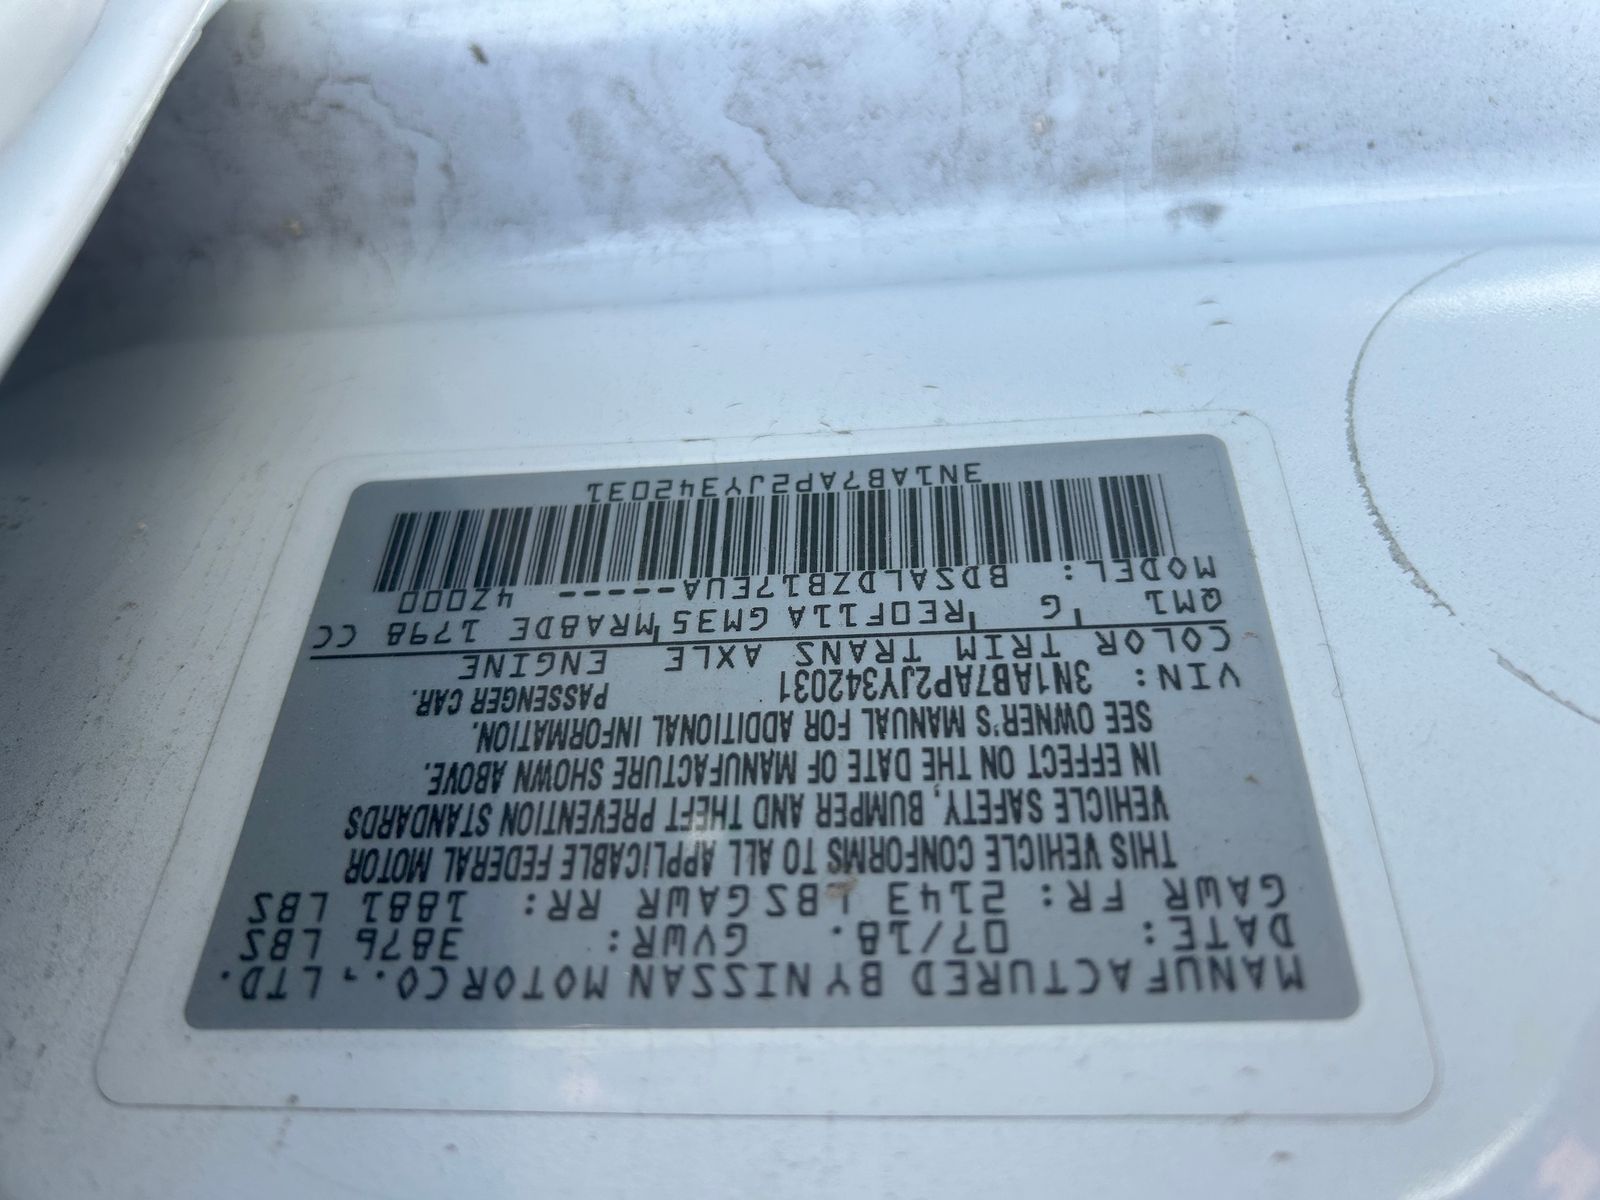 MANUFACTURED BY NISSAN MOTOR CO., LTD.
DATE: 07/18. GVWR: 3876 LBS
GAWR FR: 2143 LBS GAWR RR: 1881 LBS
THIS VEHICLE CONFORMS TO ALL APPLICABLE FEDERAL MOTOR
VEHICLE SAFETY, BUMPER AND THEFT PREVENTION STANDARDS
IN EFFECT ON THE DATE OF MANUFACTURE SHOWN ABOVE.
SEE OWNER'S MANUAL FOR ADDITIONAL INFORMATION.
VIN: 3N1AB7AP2JY342031 PASSENGER CAR.
COLOR TRIM TRANS AXLE ENGINE
QM1 G RE0F11A GM35 MRA8DE 1798 CC
MODEL: BDSALDZB17EUA----- 4Z000
3N1AB7AP2JY342031